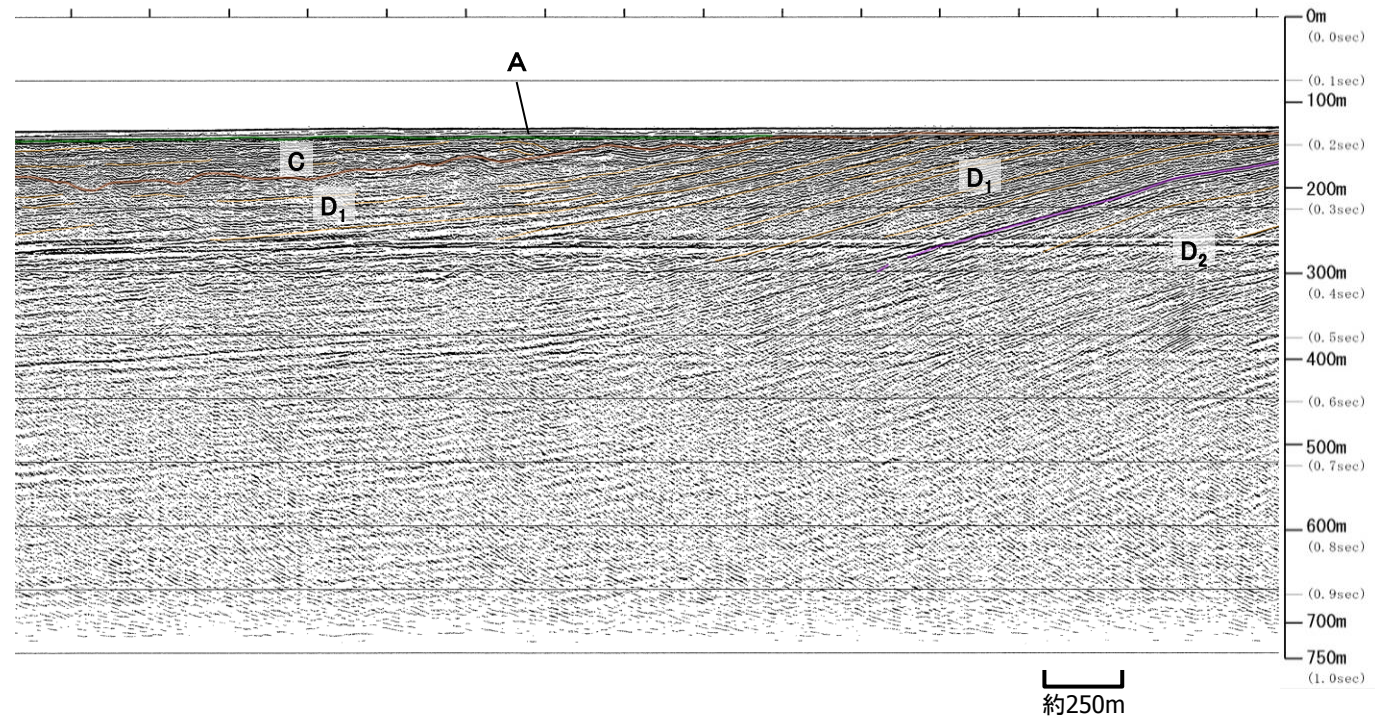 0m
(0.0sec)
A
(0.1sec)
100m
(0.2sec)
C
D₁
D₁
200m
(0.3sec)
D₂
300m
(0.4sec)
(0.5sec)
400m
(0.6sec)
500m
(0.7sec)
600m
(0.8sec)
(0.9sec)
700m
750m
(1.0sec)
約250m